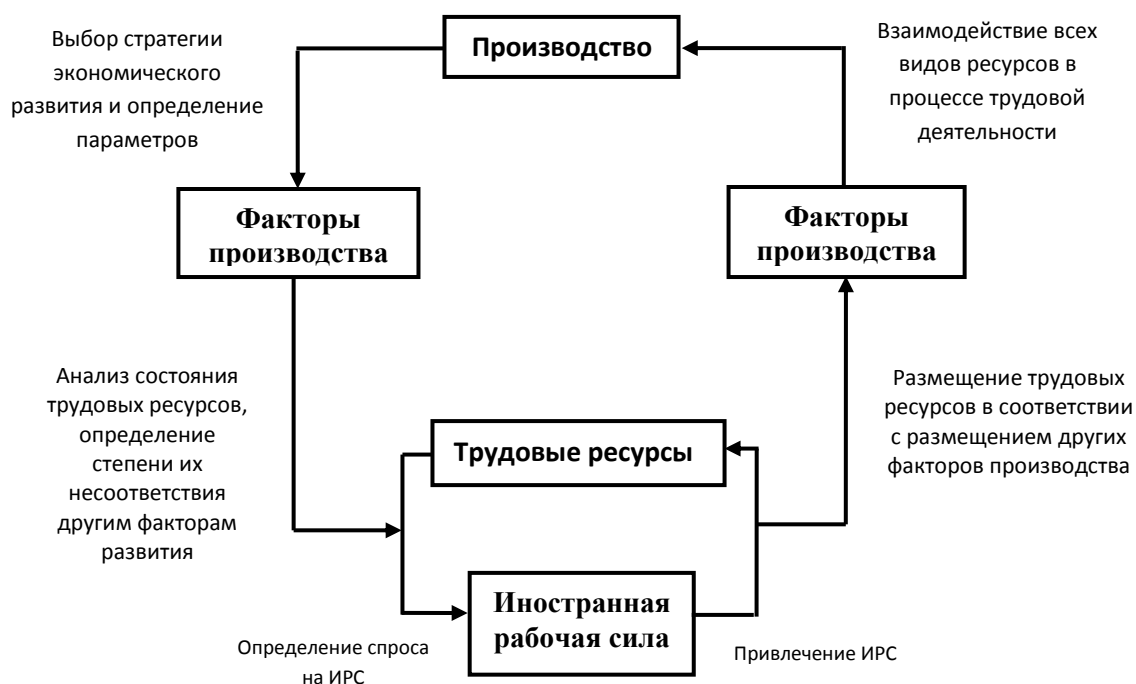 Выбор стратегии
экономического
развития и определение
параметров
Производство
Взаимодействие всех
видов ресурсов в
процессе трудовой
деятельности
Факторы
производства
Факторы
производства
Анализ состояния
трудовых ресурсов,
определение
степени их
несоответствия
другим факторам
развития
Трудовые ресурсы
Размещение трудовых
ресурсов в соответствии
с размещением других
факторов производства
Иностранная
рабочая сила
Определение спроса
на ИРС
Привлечение ИРС